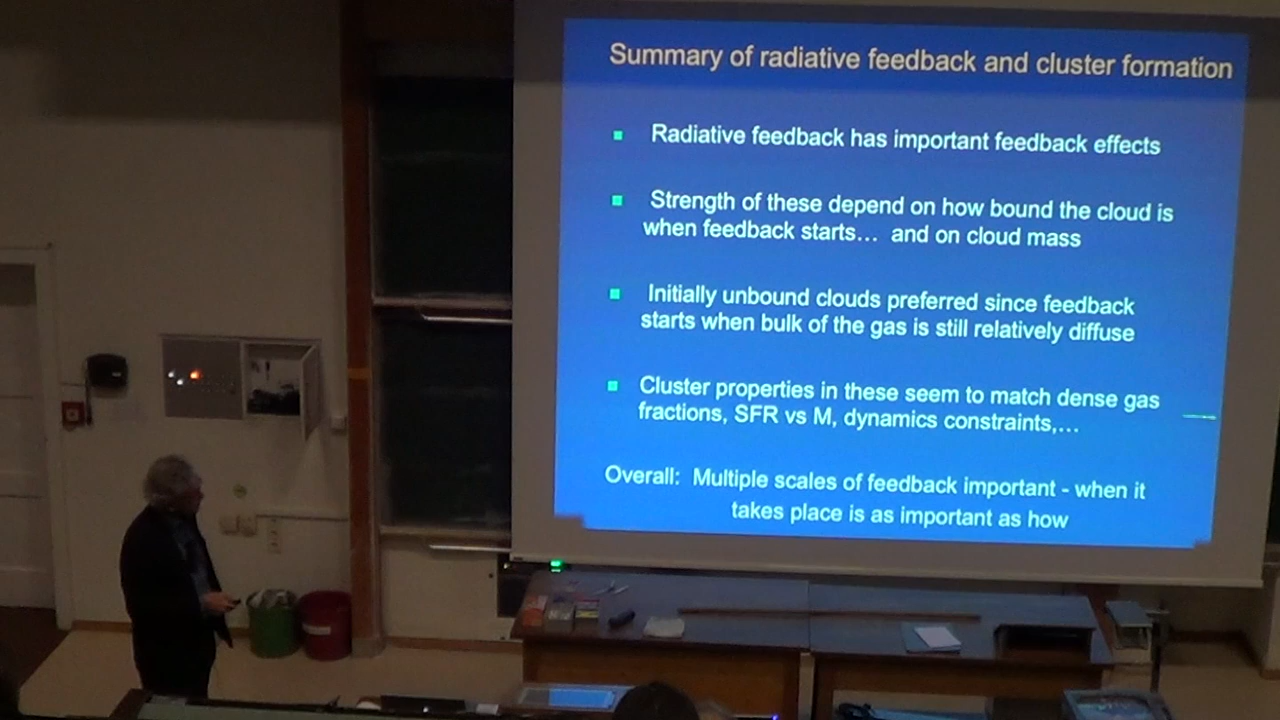 Summary of radiative feedback and cluster formation
Radiative feedback has important feedback effects
Strength of these depend on how bound the cloud is
when feedback starts… and on cloud mass
Initially unbound clouds preferred since feedback
starts when bulk of the gas is still relatively diffuse
Cluster properties in these seem to match dense gas
fractions, SFR vs M, dynamics constraints,…
Overall: Multiple scales of feedback important - when it
takes place is as important as how